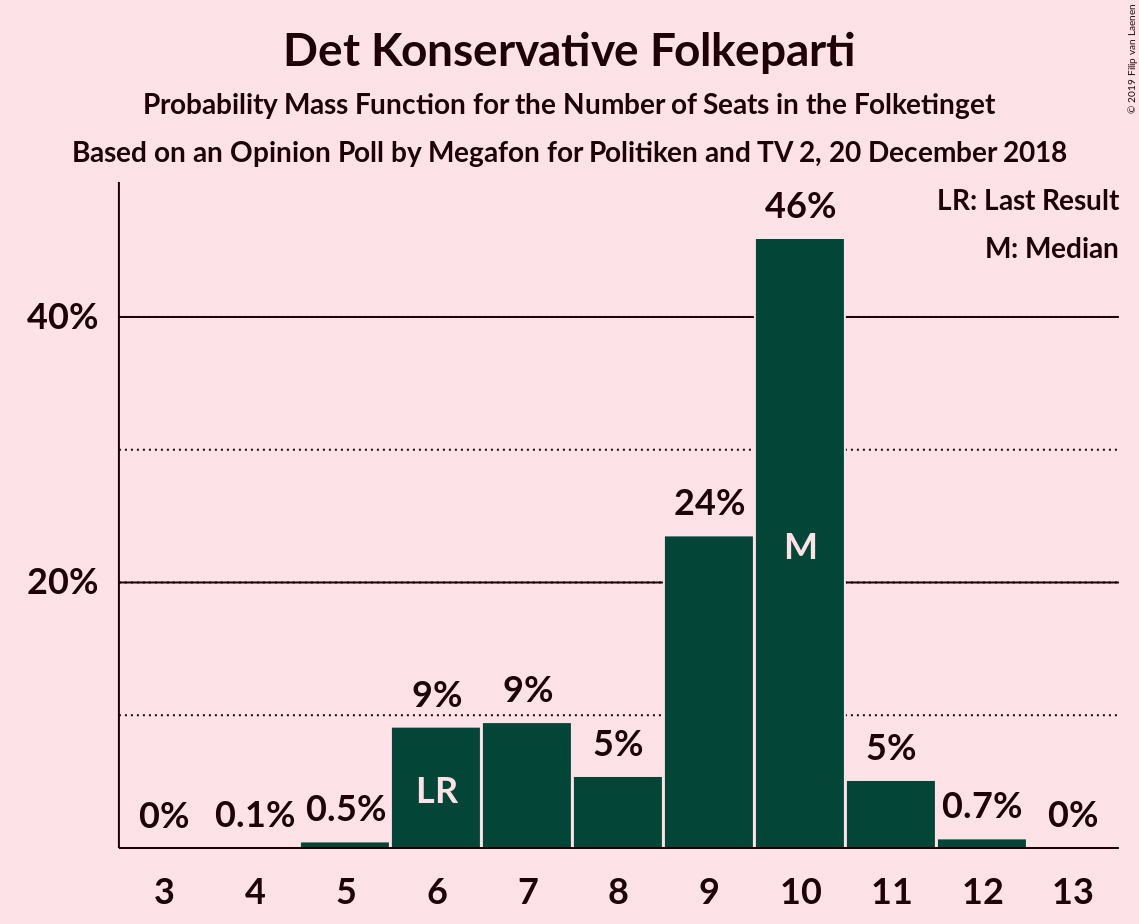 Det Konservative Folkeparti
Probability Mass Function for the Number of Seats in the Folketinget
Based on an Opinion Poll by Megafon for Politiken and TV 2, 20 December 2018
© 2019 Filip van Laenen
LR: Last Result
M: Median
40%
20%
0%
0.1%
0.5%
9%
9%
5%
24%
46%
5%
0.7%
0%
LR
M
3 4 5 6 7 8 9 10 11 12 13